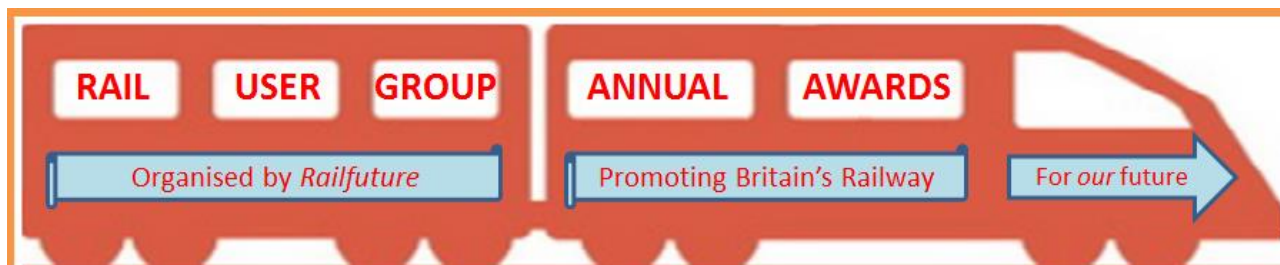 RAIL USER GROUP ANNUAL AWARDS
Organised by Railfuture
Promoting Britain's Railway
For our future